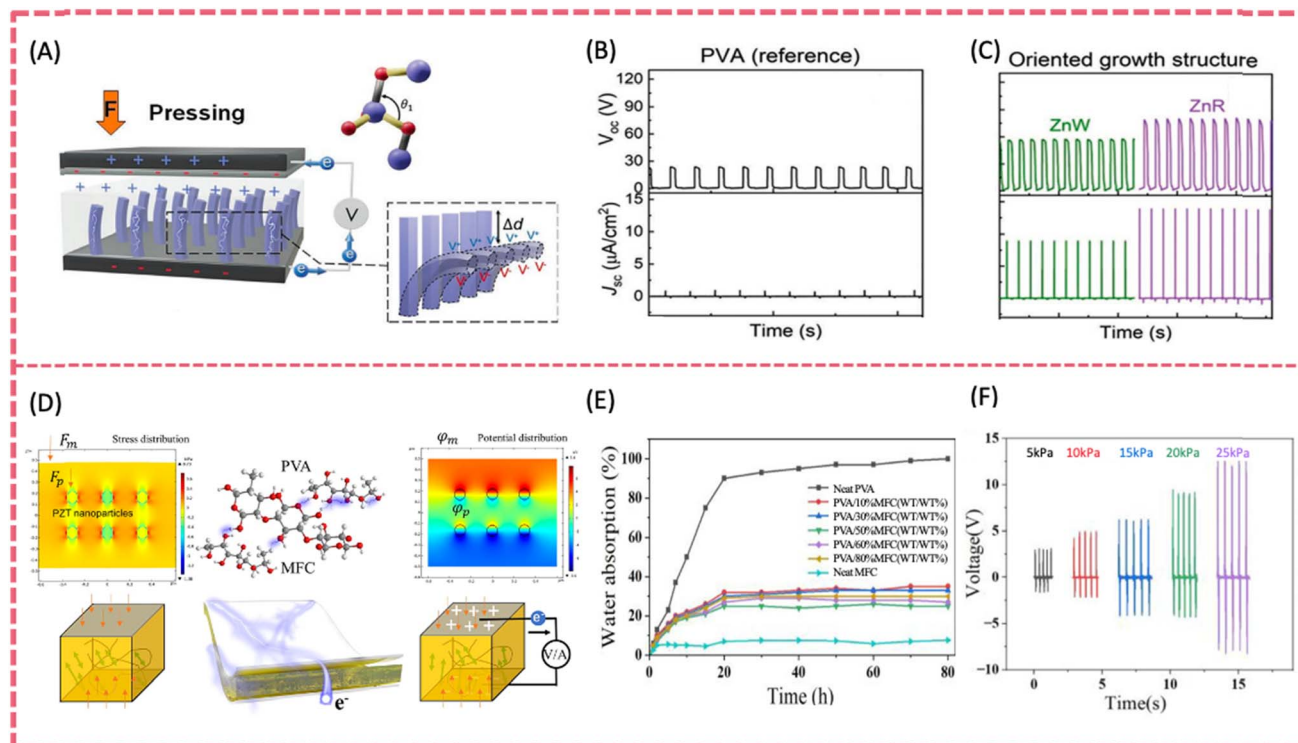 (A)
F
Pressing
θ₁
+ + + + + +
e
- - - - - - -
+ + + + + +
V
Δd
V⁺ V⁺ V⁺ V⁺ V⁺
V⁻ V⁻ V⁻ V⁻ V⁻
- - - - - -
e
e
(B)
PVA (reference)
Voc (V)
120
90
60
30
0
Jsc (μA/cm²)
15
10
5
0
Time (s)
(C)
Oriented growth structure
ZnW
ZnR
Time (s)
(D)
Fm
Stress distribution
Fp
PZT nanoparticles
PVA
MFC
φm
Potential distribution
φp
e⁻
+++
+++
e⁻
V/A
(E)
Water absorption (%)
100
80
60
40
20
0
Neat PVA
PVA/10%MFC(WT/WT%)
PVA/30%MFC(WT/WT%)
PVA/50%MFC(WT/WT%)
PVA/60%MFC(WT/WT%)
PVA/80%MFC(WT/WT%)
Neat MFC
0 10 20 30 40 50 60 70 80
Time (h)
(F)
Voltage(V)
15
10
5
0
−5
−10
5kPa 10kPa 15kPa 20kPa 25kPa
0 5 10 15
Time(s)